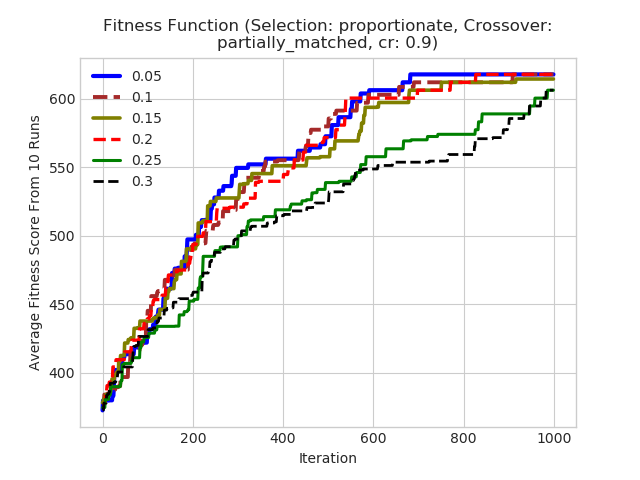 Fitness Function (Selection: proportionate, Crossover:
partially_matched, cr: 0.9)
Average Fitness Score From 10 Runs
600
550
500
450
400
0.05
0.1
0.15
0.2
0.25
0.3
0 200 400 600 800 1000
Iteration